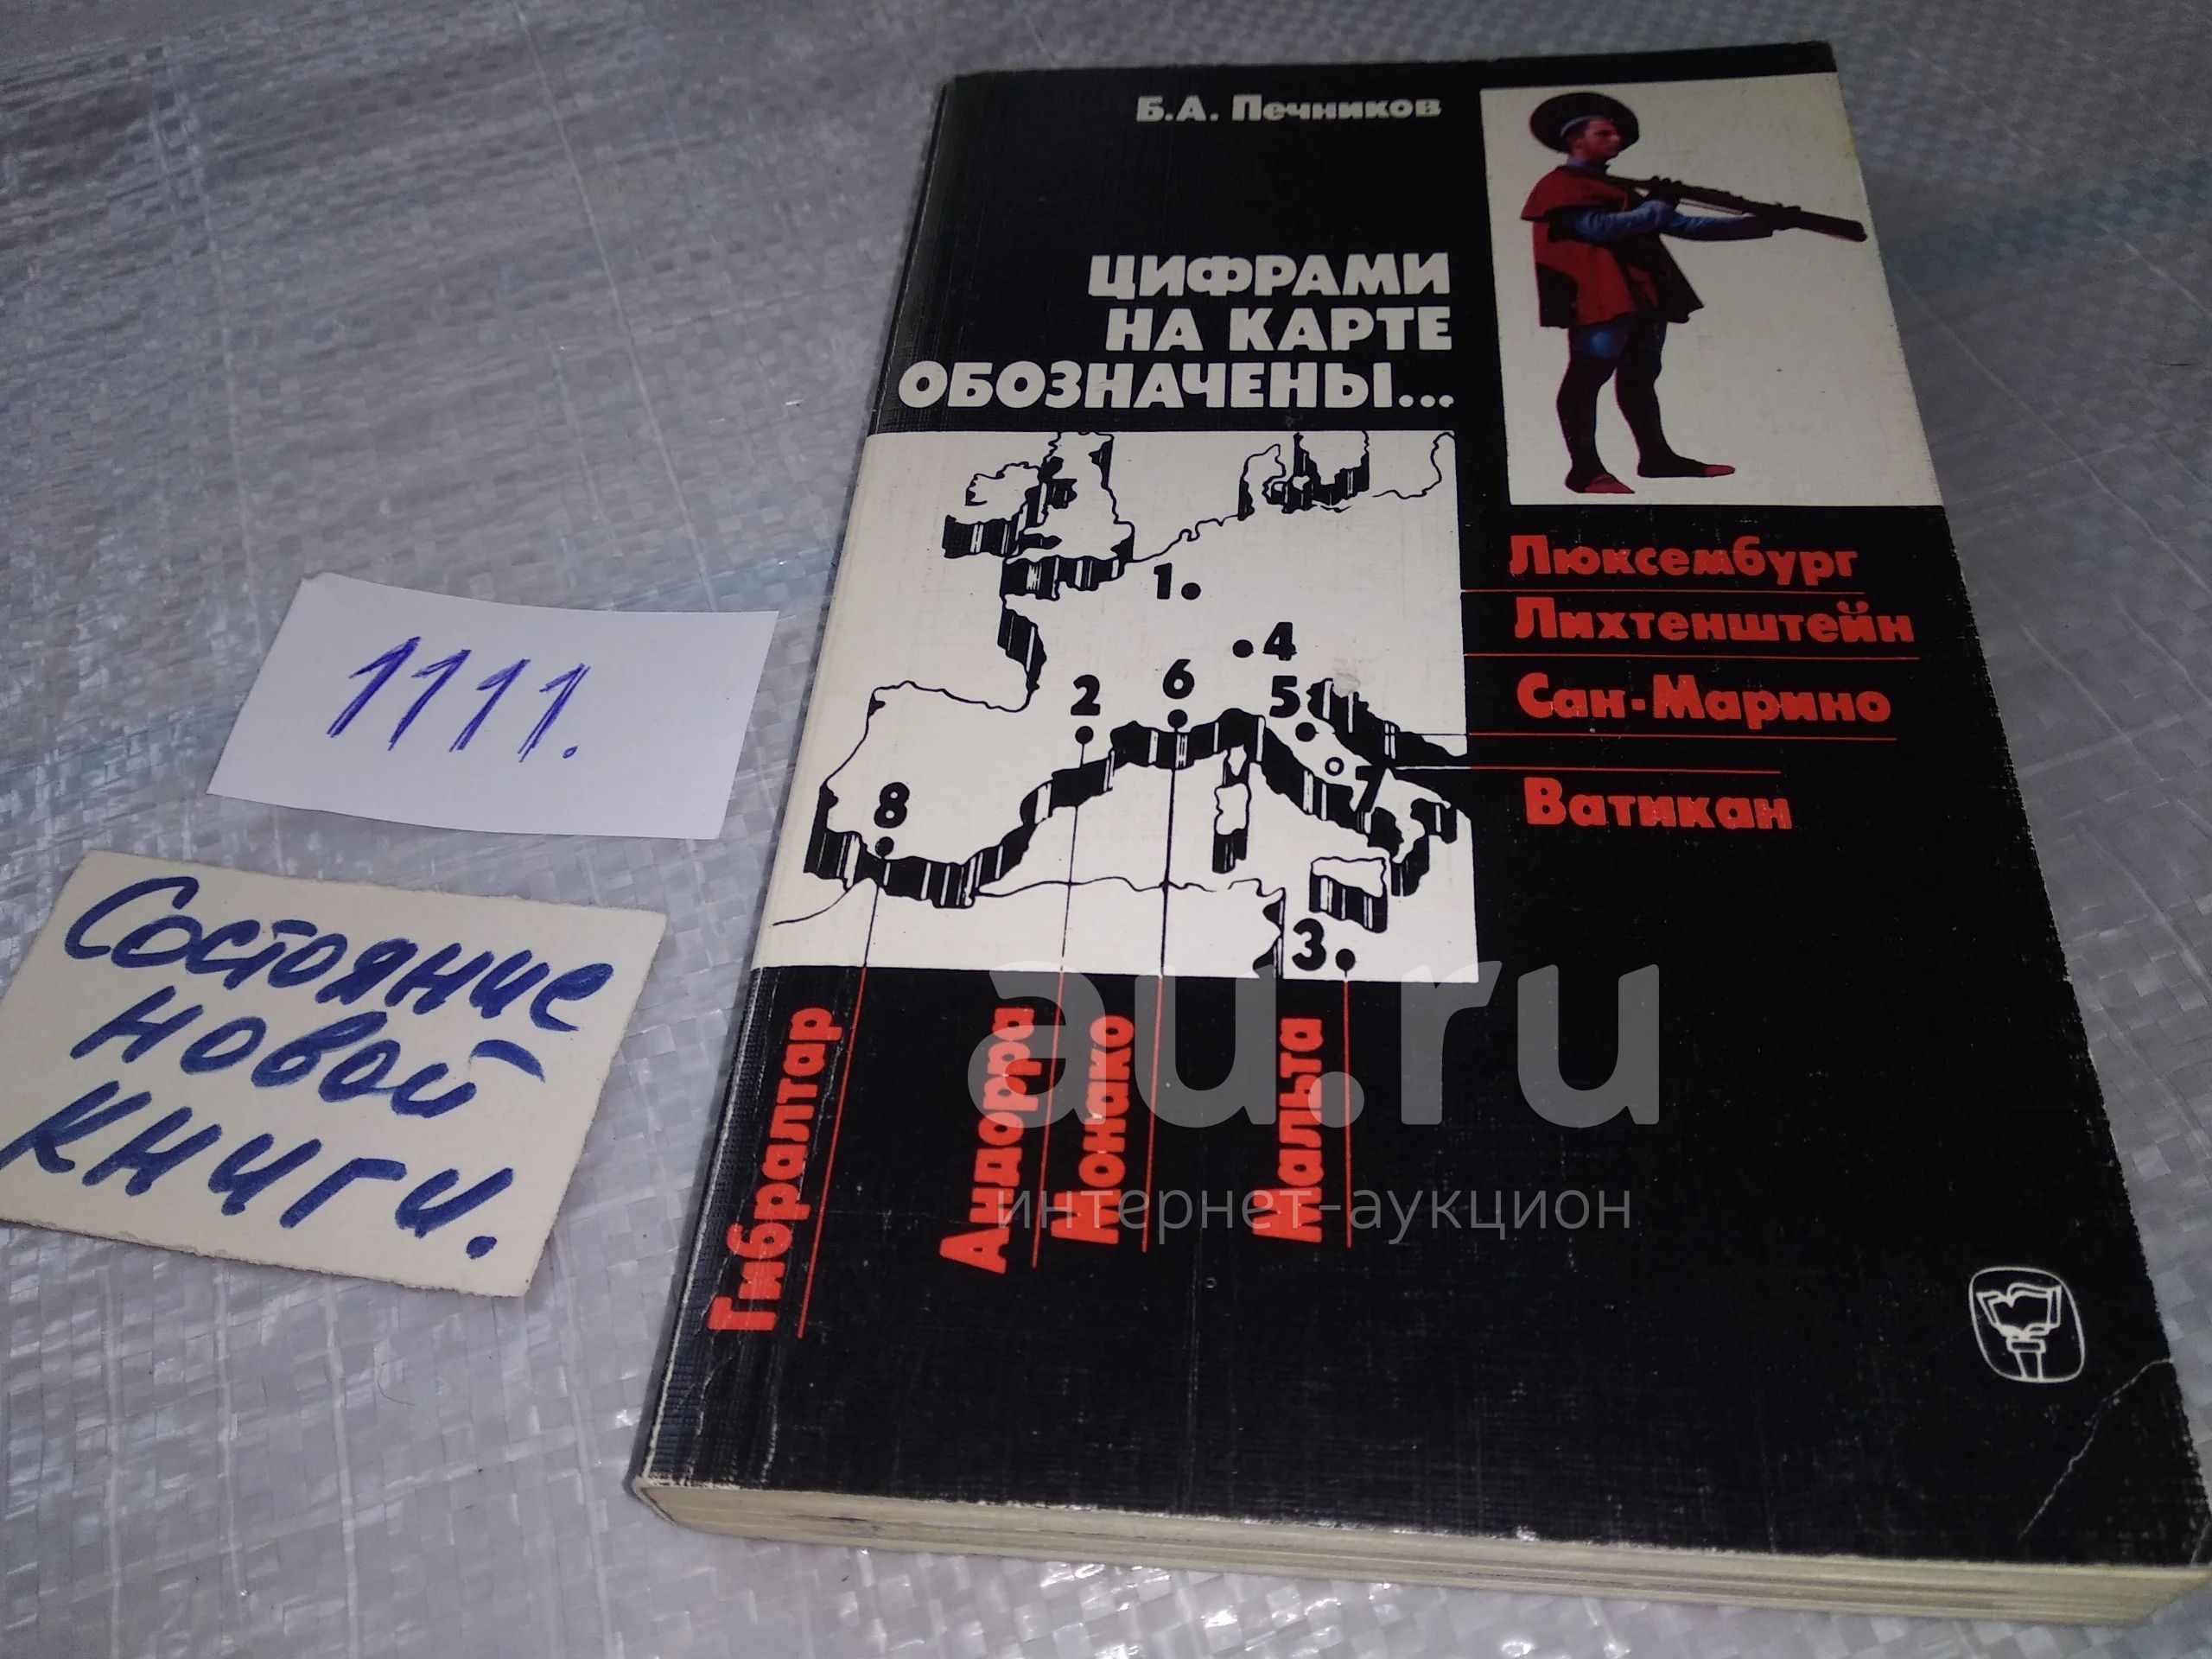 Б.А. Печников
ЦИФРАМИ
НА КАРТЕ
ОБОЗНАЧЕНЫ...
1.
4
2
6
5
7
8
3.
Люксембург
Лихтенштейн
Сан-Марино
Ватикан
Гибралтар
Андорра
Монако
Мальта
1111.
Состояние
новой
книги.
au.ru
интернет-аукцион